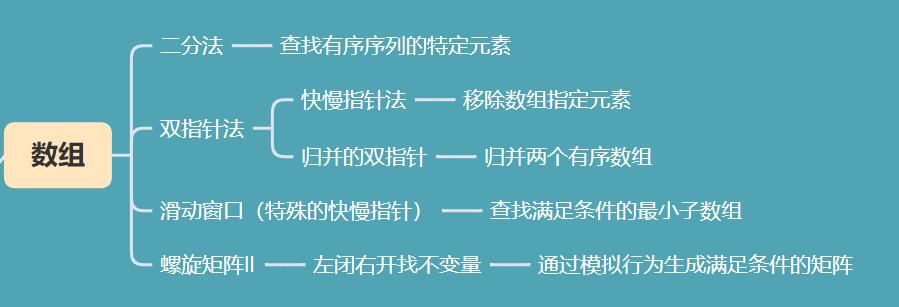 数组
二分法
查找有序序列的特定元素
双指针法
快慢指针法
移除数组指定元素
归并的双指针
归并两个有序数组
滑动窗口（特殊的快慢指针）
查找满足条件的最小子数组
螺旋矩阵II
左闭右开找不变量
通过模拟行为生成满足条件的矩阵